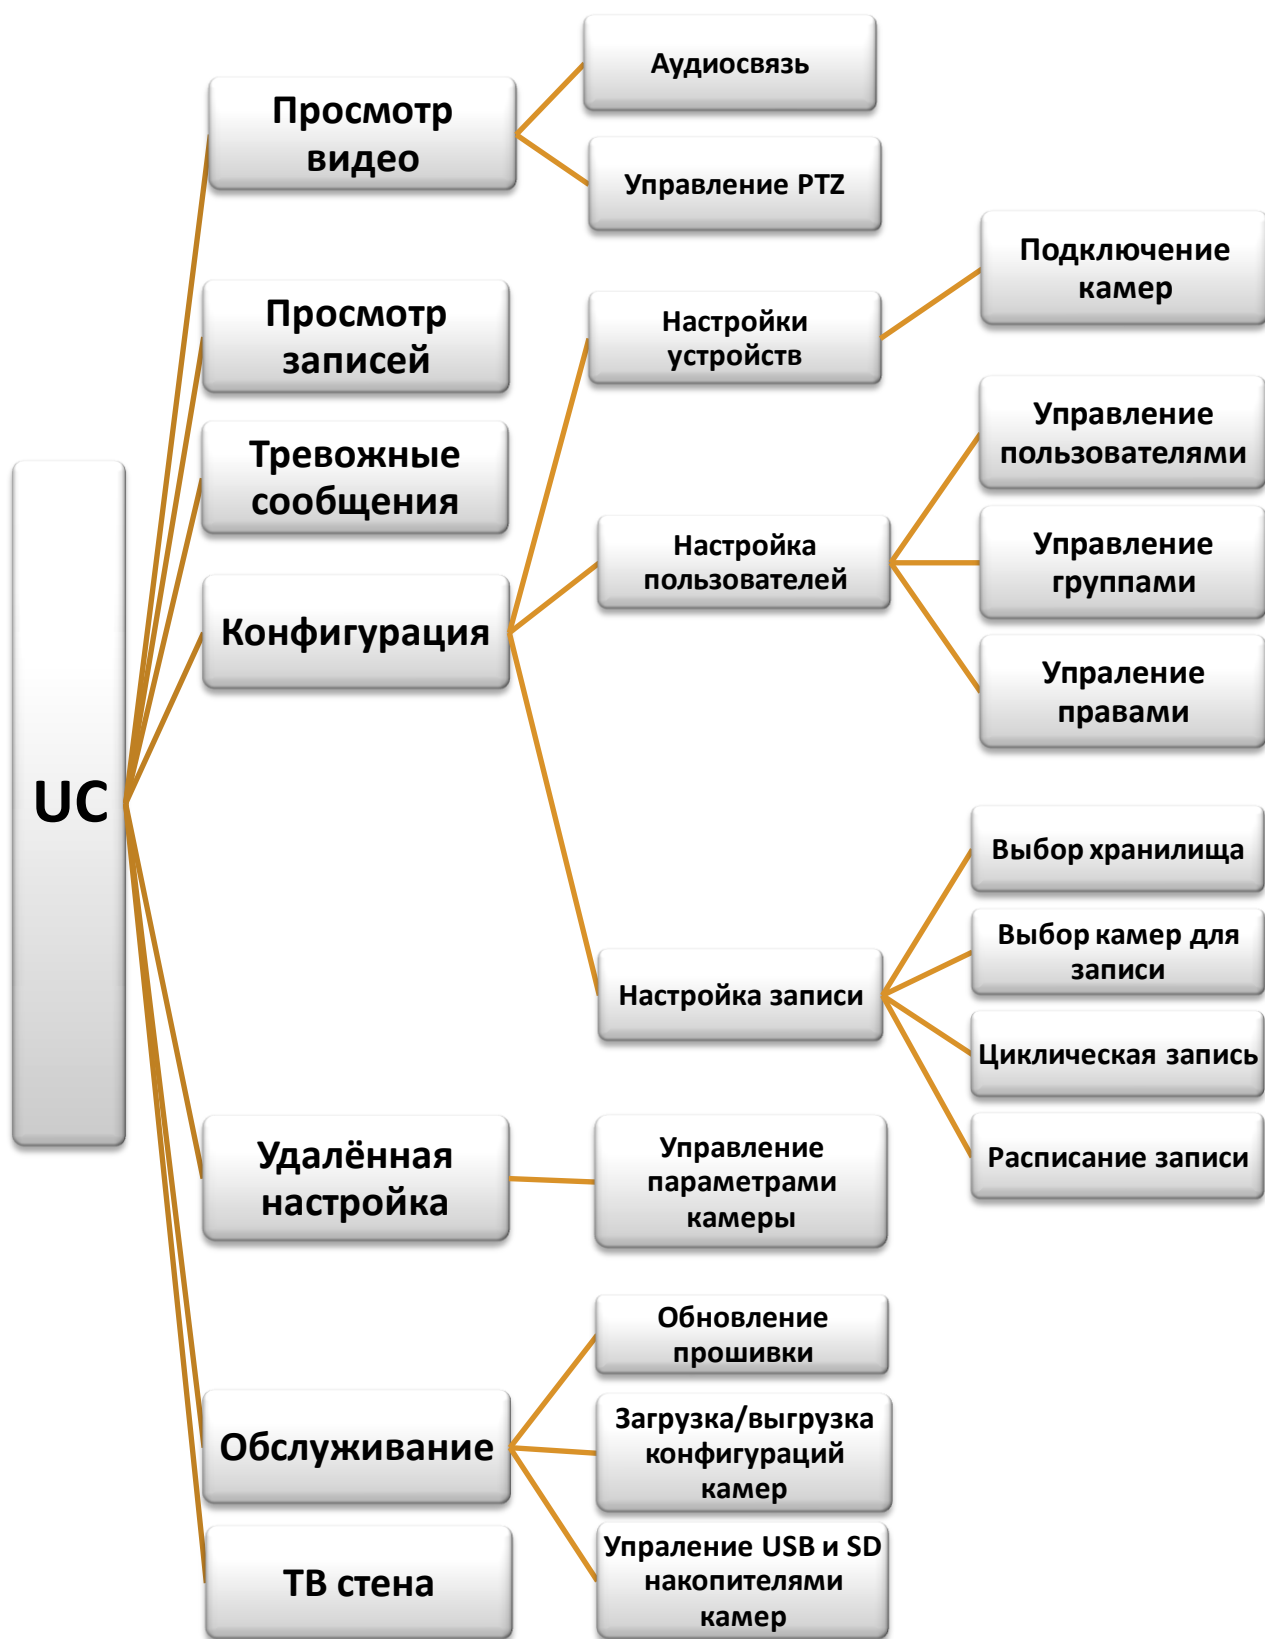 UC
Просмотр
видео
Аудиосвязь
Управление PTZ
Просмотр
записей
Тревожные
сообщения
Конфигурация
Настройки
устройств
Подключение
камер
Настройка
пользователей
Управление
пользователями
Управление
группами
Упраление
правами
Настройка записи
Выбор хранилища
Выбор камер для
записи
Циклическая запись
Расписание записи
Удалённая
настройка
Управление
параметрами
камеры
Обслуживание
Обновление
прошивки
Загрузка/выгрузка
конфигураций
камер
Упраление USB и SD
накопителями
камер
ТВ стена